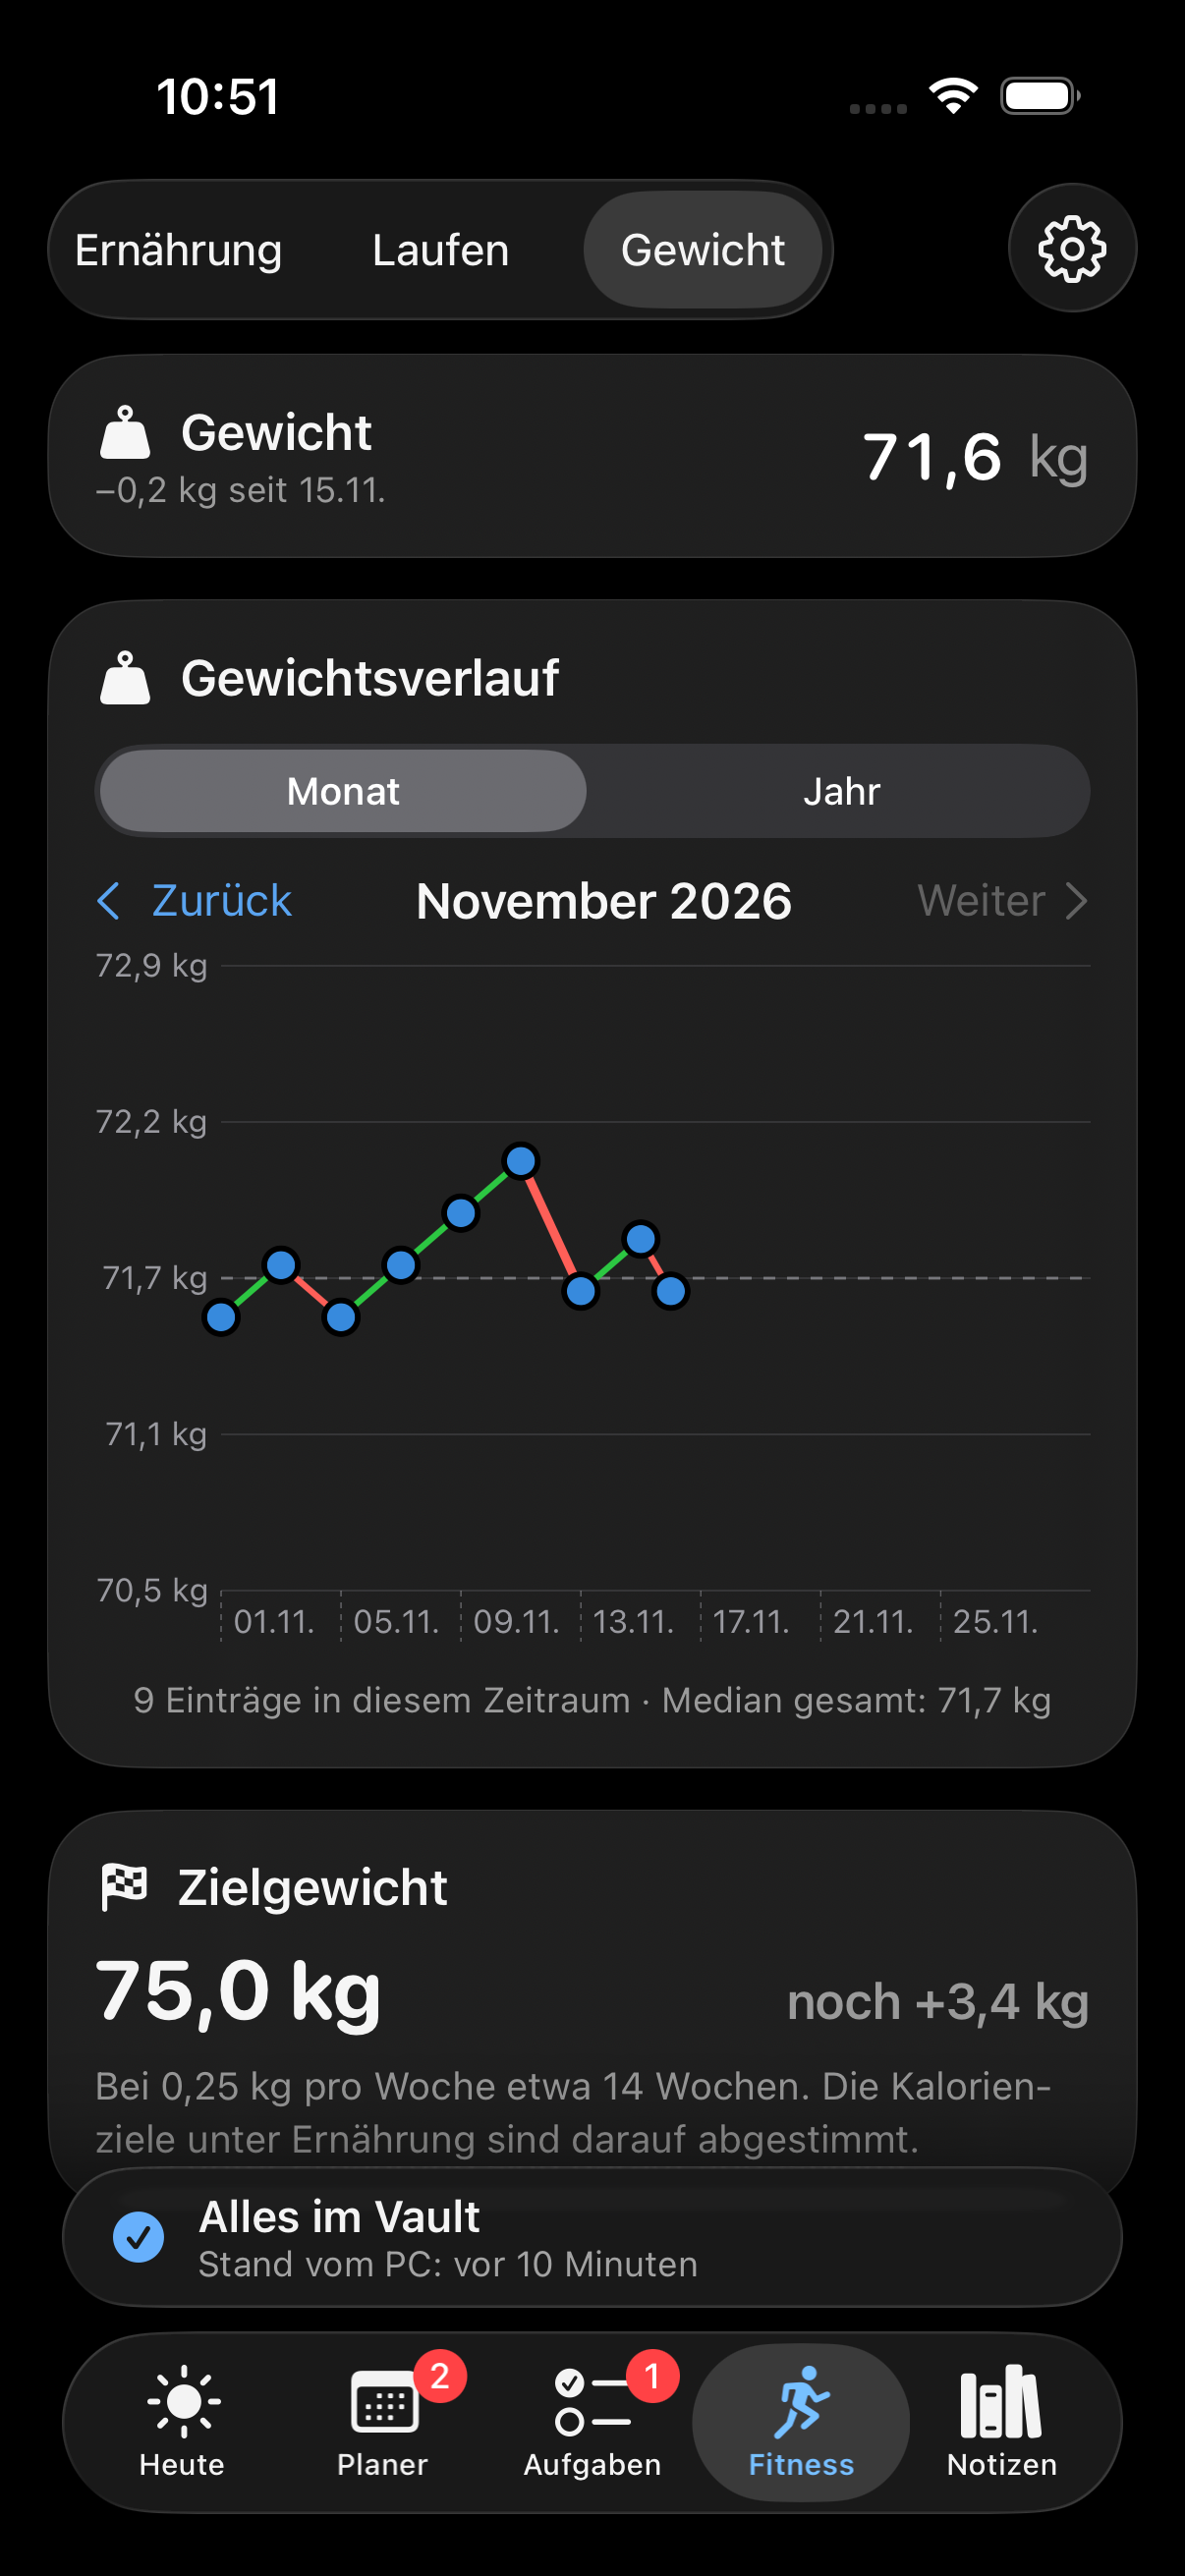 10:51
Ernährung Laufen Gewicht
Gewicht
71,6 kg
–0,2 kg seit 15.11.
Gewichtsverlauf
Monat Jahr
Zurück November 2026 Weiter
72,9 kg
72,2 kg
71,7 kg
71,1 kg
70,5 kg
01.11. 05.11. 09.11. 13.11. 17.11. 21.11. 25.11.
9 Einträge in diesem Zeitraum · Median gesamt: 71,7 kg
Zielgewicht
75,0 kg noch +3,4 kg
Bei 0,25 kg pro Woche etwa 14 Wochen. Die Kalorien-
ziele unter Ernährung sind darauf abgestimmt.
Alles im Vault
Stand vom PC: vor 10 Minuten
2 1
Heute Planer Aufgaben Fitness Notizen